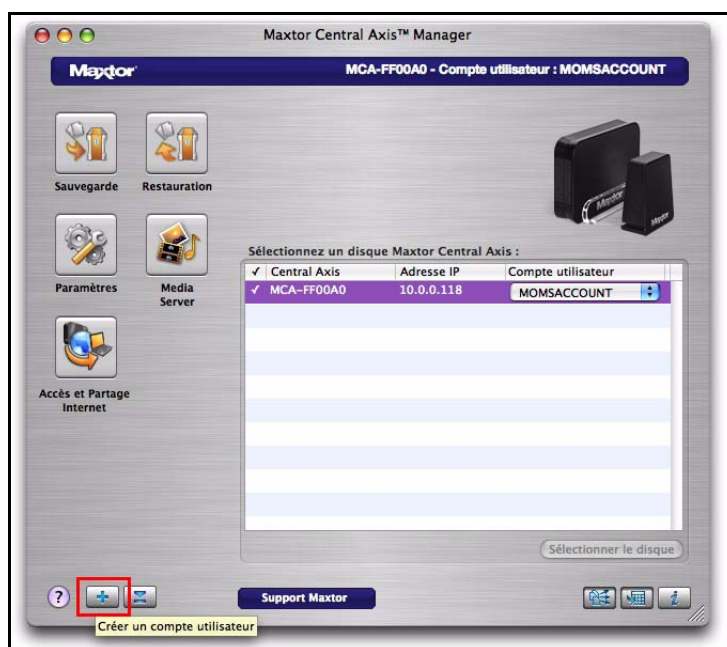 Maxtor Central Axis™ Manager
Maxtor
MCA-FF00A0 - Compte utilisateur : MOMSACCOUNT
Sauvegarde
Restauration
Maxtor
Maxtor
Paramètres
Media Server
Accès et Partage Internet
Sélectionnez un disque Maxtor Central Axis :
✓ Central Axis Adresse IP Compte utilisateur
✓ MCA-FF00A0 10.0.0.118 MOMSACCOUNT
Sélectionner le disque
?
+
Support Maxtor
i
Créer un compte utilisateur